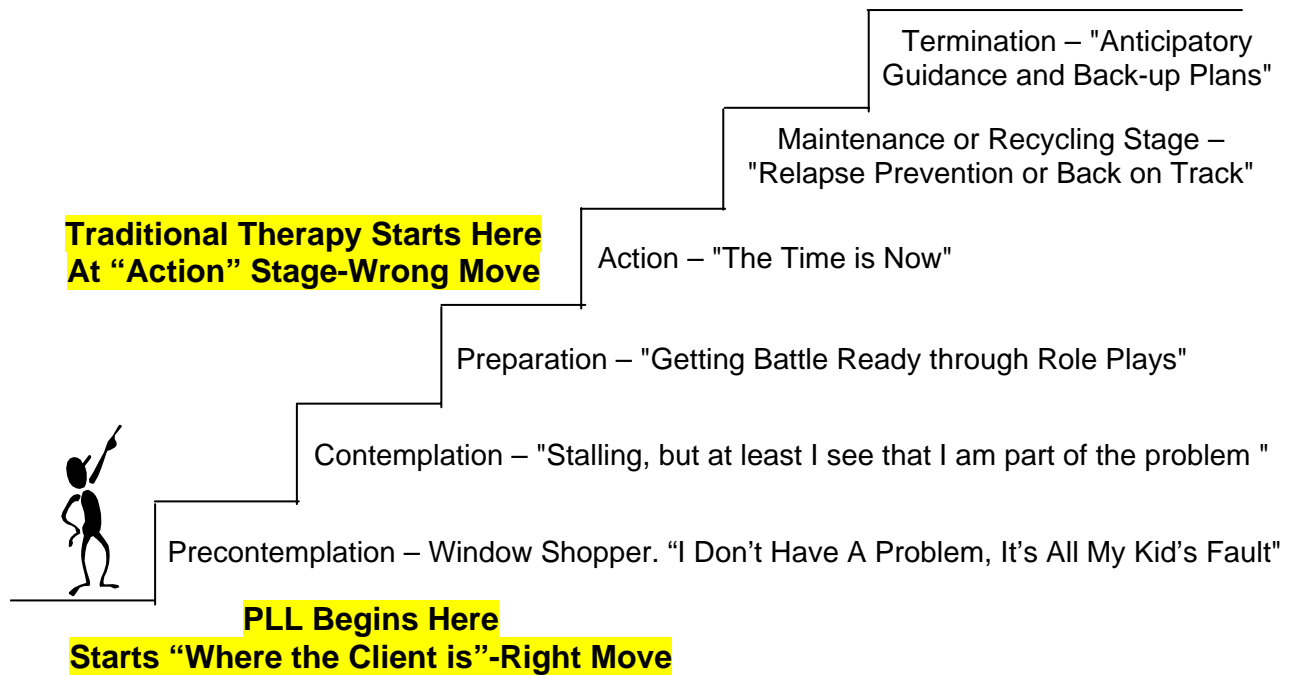 Termination – "Anticipatory
Guidance and Back-up Plans"
Maintenance or Recycling Stage –
"Relapse Prevention or Back on Track"
Traditional Therapy Starts Here
At “Action” Stage-Wrong Move
Action – "The Time is Now"
Preparation – "Getting Battle Ready through Role Plays"
Contemplation – "Stalling, but at least I see that I am part of the problem "
Precontemplation – Window Shopper. “I Don’t Have A Problem, It’s All My Kid’s Fault"
PLL Begins Here
Starts “Where the Client is”-Right Move